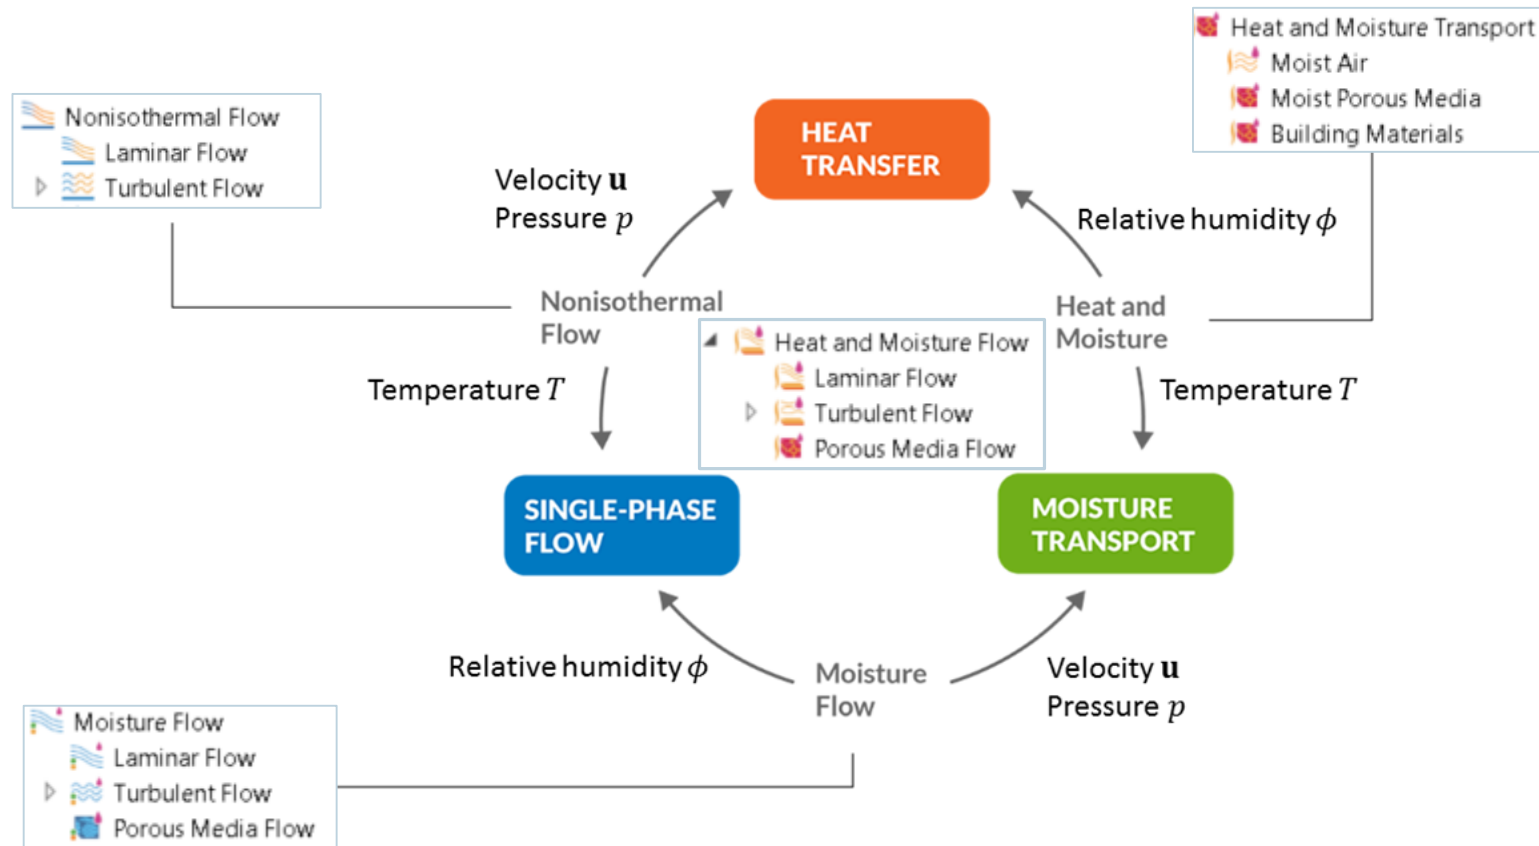 Heat and Moisture Transport
Moist Air
Moist Porous Media
Building Materials
Nonisothermal Flow
Laminar Flow
Turbulent Flow
HEAT
TRANSFER
Velocity u
Pressure p
Relative humidity ϕ
Nonisothermal
Flow
Heat and
Moisture
Heat and Moisture Flow
Laminar Flow
Turbulent Flow
Porous Media Flow
Temperature T
Temperature T
SINGLE-PHASE
FLOW
MOISTURE
TRANSPORT
Relative humidity ϕ
Moisture
Flow
Velocity u
Pressure p
Moisture Flow
Laminar Flow
Turbulent Flow
Porous Media Flow